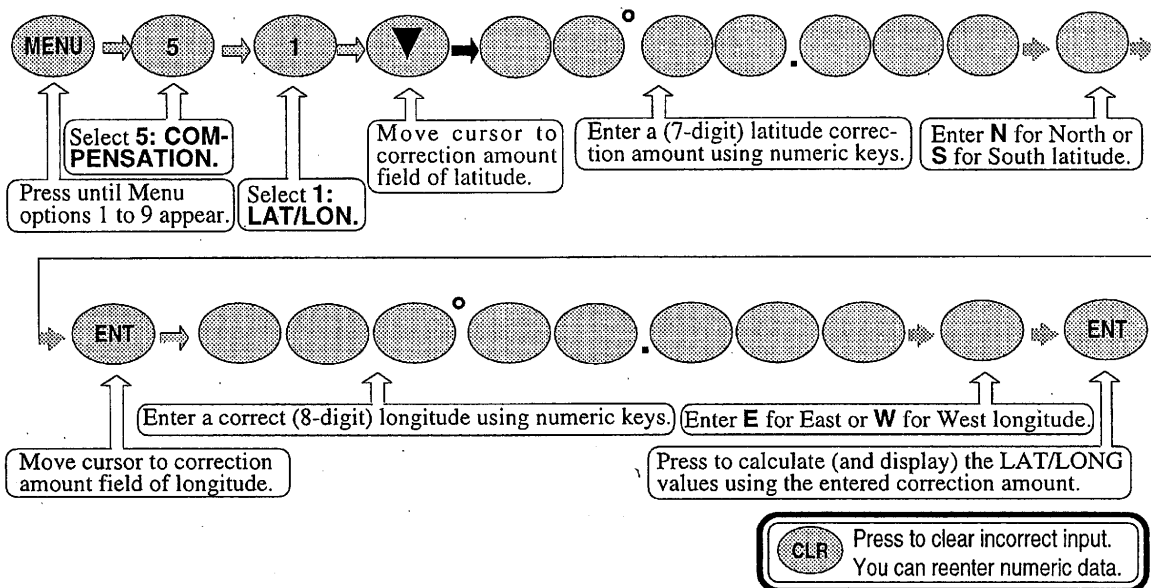 MENU 5 1 ° .
Select 5: COM-
PENSATION.
Press until Menu
options 1 to 9 appear.
Select 1:
LAT/LON.
Move cursor to
correction amount
field of latitude.
Enter a (7-digit) latitude correc-
tion amount using numeric keys.
Enter N for North or
S for South latitude.
ENT ° . ENT
Move cursor to correction
amount field of longitude.
Enter a correct (8-digit) longitude using numeric keys.
Enter E for East or W for West longitude.
Press to calculate (and display) the LAT/LONG
values using the entered correction amount.
CLR
Press to clear incorrect input.
You can reenter numeric data.